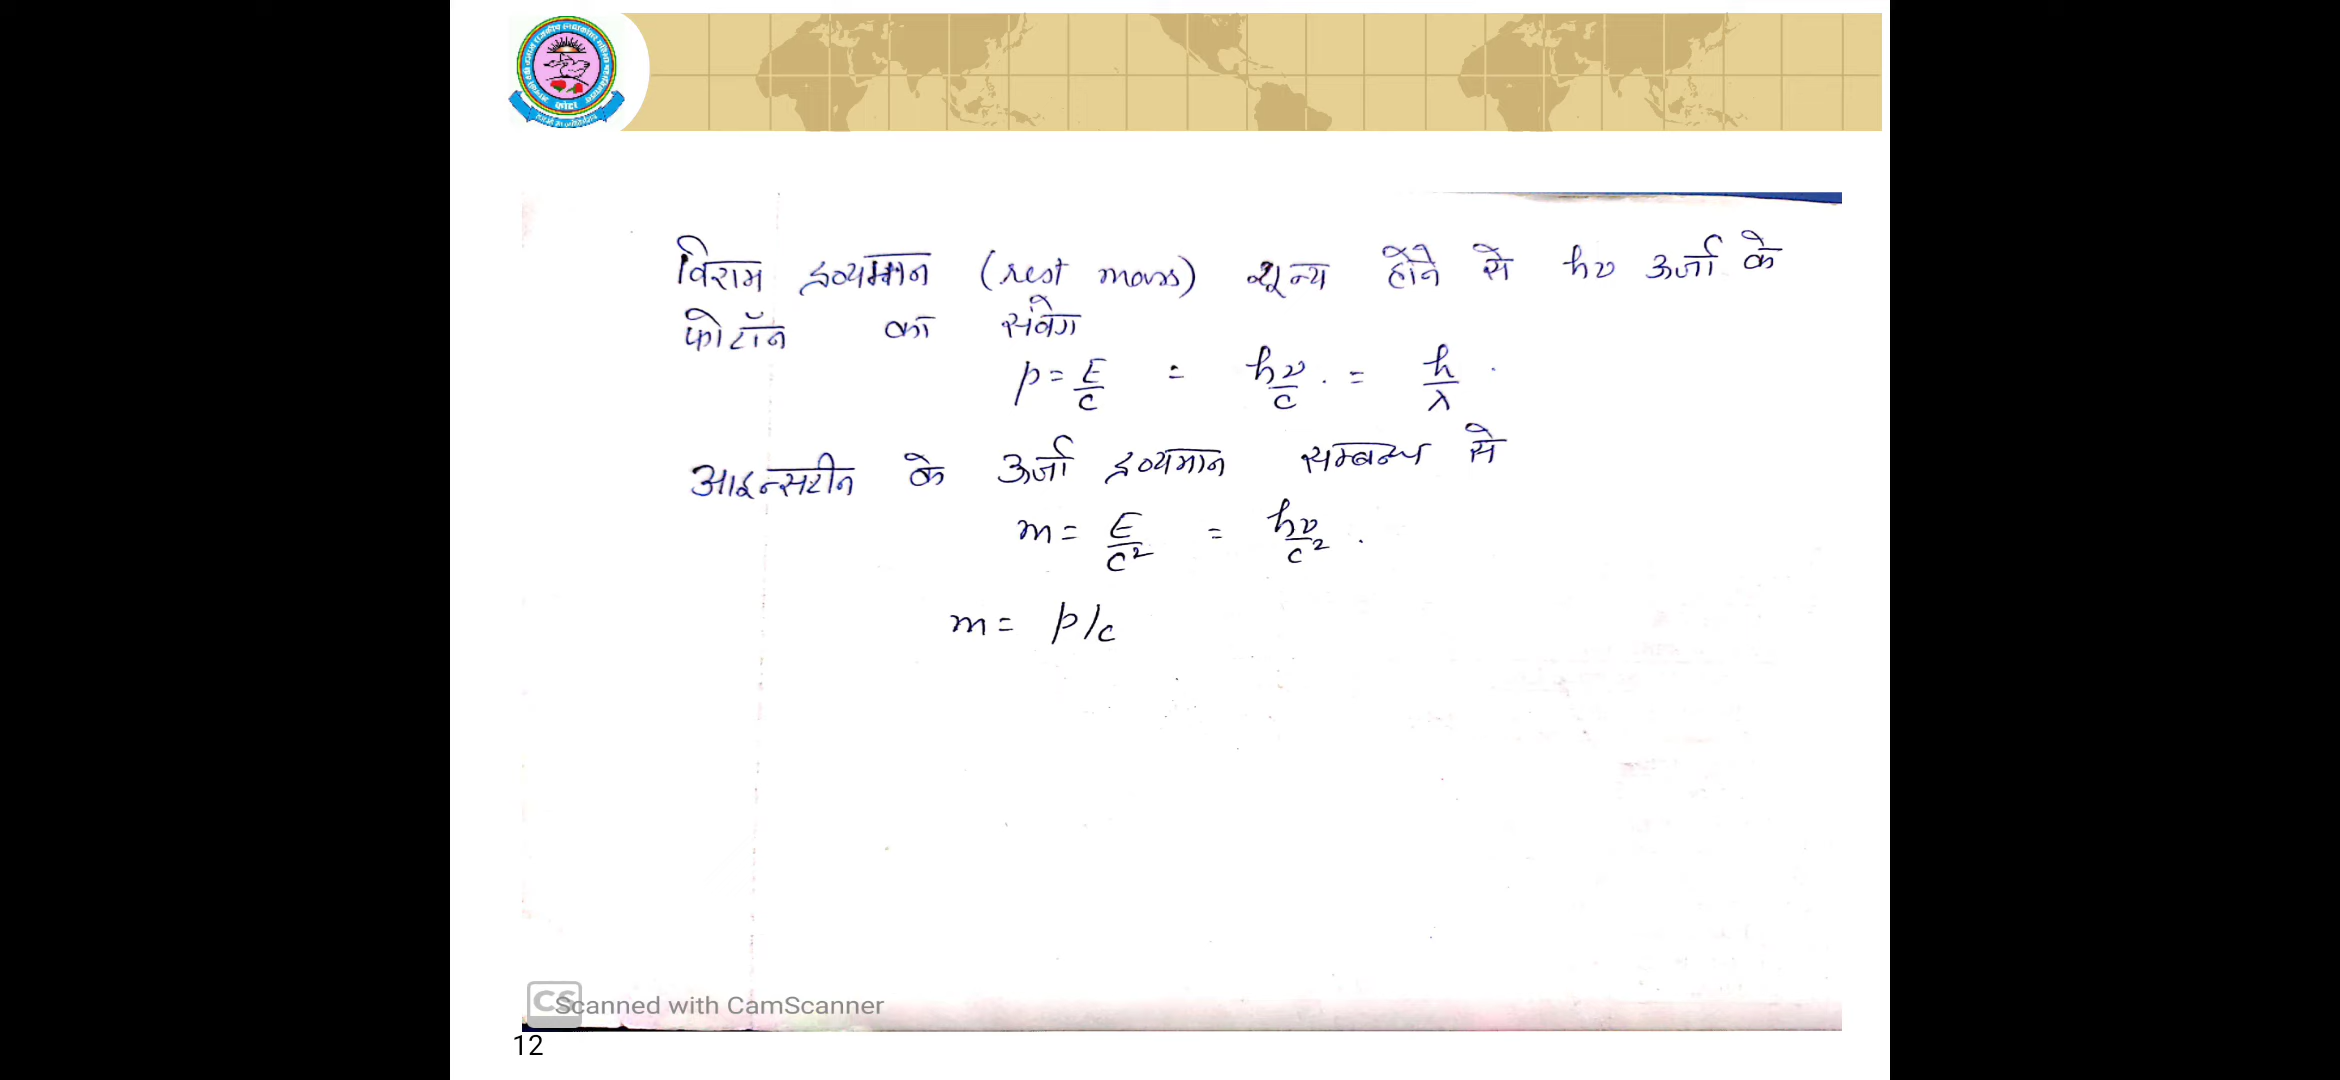 कोटा
विराम द्रव्यमान (rest mass) शून्य होने से hν ऊर्जा के
फोटॉन का संवेग
p = E/c = hν/c . = h/λ .
आइन्सटीन के ऊर्जा द्रव्यमान सम्बन्ध से
m = E/c² = hν/c² .
m = p/c
CS Scanned with CamScanner
12